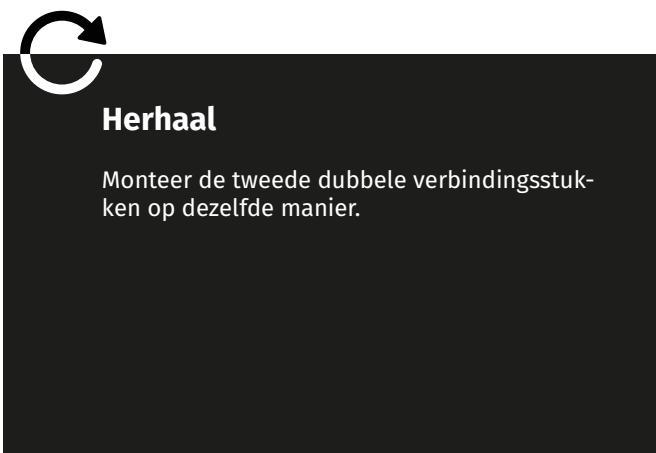 Herhaal
Monteer de tweede dubbele verbindingsstuk-
ken op dezelfde manier.